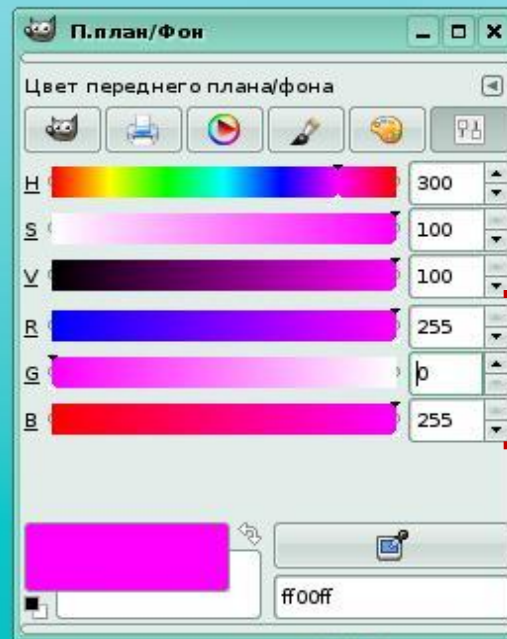 П.план/Фон
Цвет переднего плана/фона
H 300
S 100
V 100
R 255
G 0
B 255
ff00ff